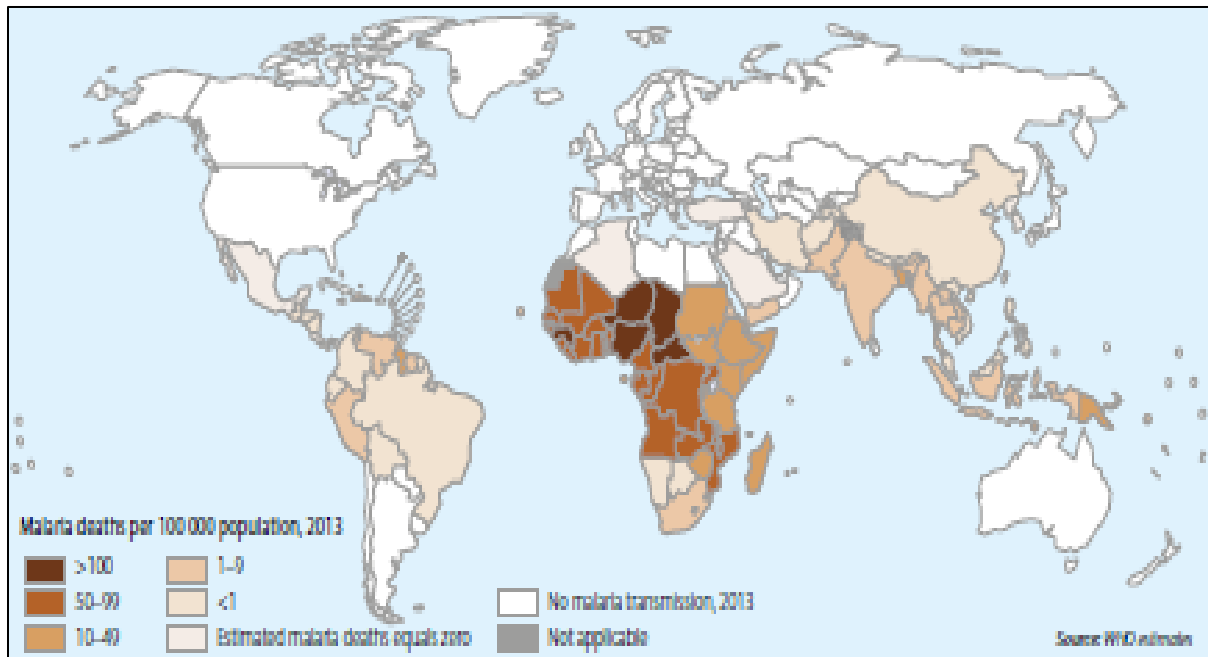 Malaria deaths per 100 000 population, 2013
>100
50–99
10–49
1–9
<1
Estimated malaria deaths equals zero
No malaria transmission, 2013
Not applicable
Source: WHO estimates